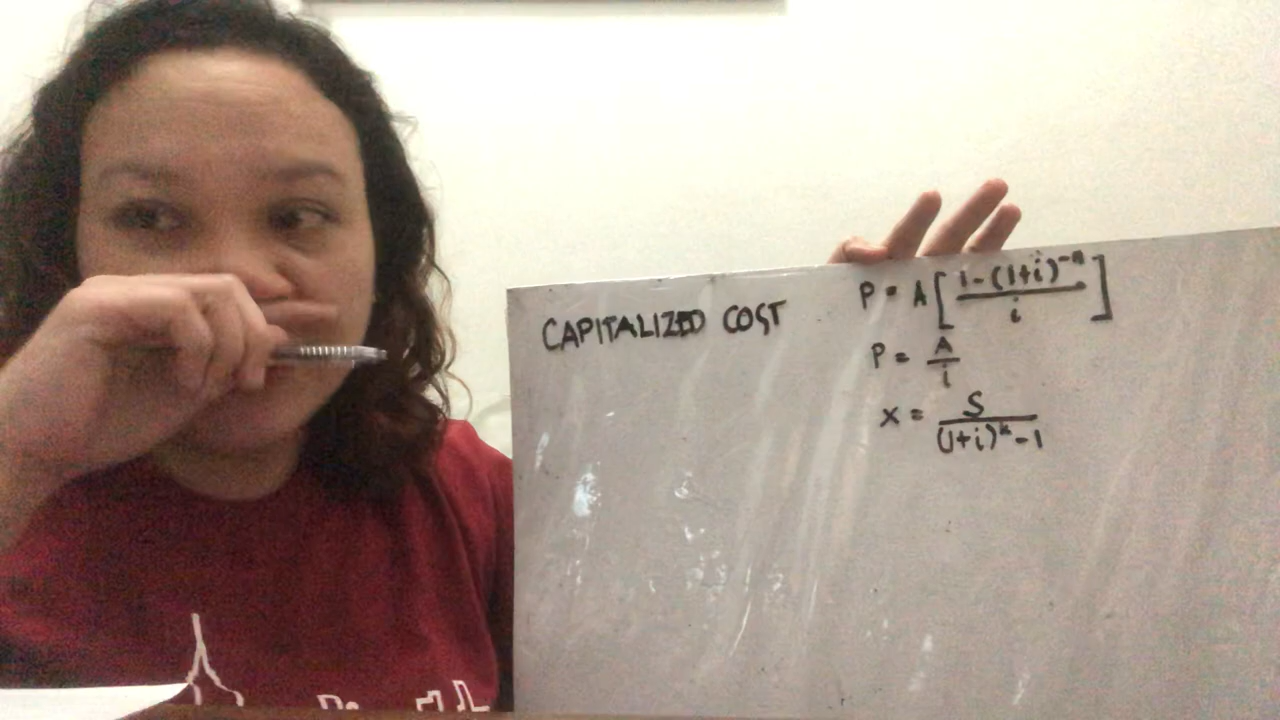 CAPITALIZED COST
P = A [ 1-(1+i)^-n / i ]
P = A / i
x = S / (1+i)^k - 1